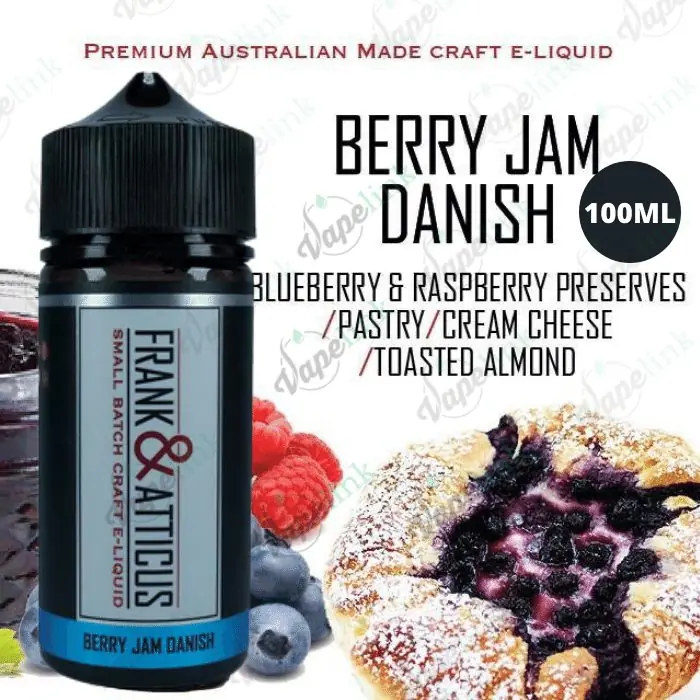 PREMIUM AUSTRALIAN MADE CRAFT E-LIQUID
BERRY JAM
DANISH
100ML
BLUEBERRY & RASPBERRY PRESERVES
/PASTRY/CREAM CHEESE
/TOASTED ALMOND
FRANK & ATTICUS
SMALL BATCH CRAFT E-LIQUID
BERRY JAM DANISH
Vapelink